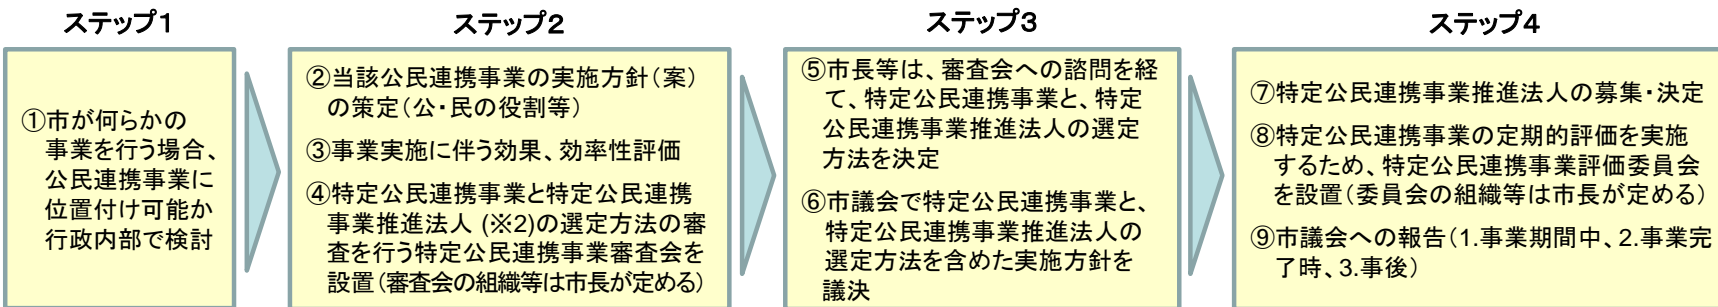 ステップ1
①市が何らかの
事業を行う場合、
公民連携事業に
位置付け可能か
行政内部で検討
ステップ2
②当該公民連携事業の実施方針(案)
の策定(公・民の役割等)
③事業実施に伴う効果、効率性評価
④特定公民連携事業と特定公民連携
事業推進法人 (※2)の選定方法の審
査を行う特定公民連携事業審査会を
設置(審査会の組織等は市長が定める)
ステップ3
⑤市長等は、審査会への諮問を経
て、特定公民連携事業と、特定
公民連携事業推進法人の選定
方法を決定
⑥市議会で特定公民連携事業と、
特定公民連携事業推進法人の
選定方法を含めた実施方針を
議決
ステップ4
⑦特定公民連携事業推進法人の募集・決定
⑧特定公民連携事業の定期的評価を実施
するため、特定公民連携事業評価委員会
を設置(委員会の組織等は市長が定める)
⑨市議会への報告(1.事業期間中、2.事業完
了時、3.事後)